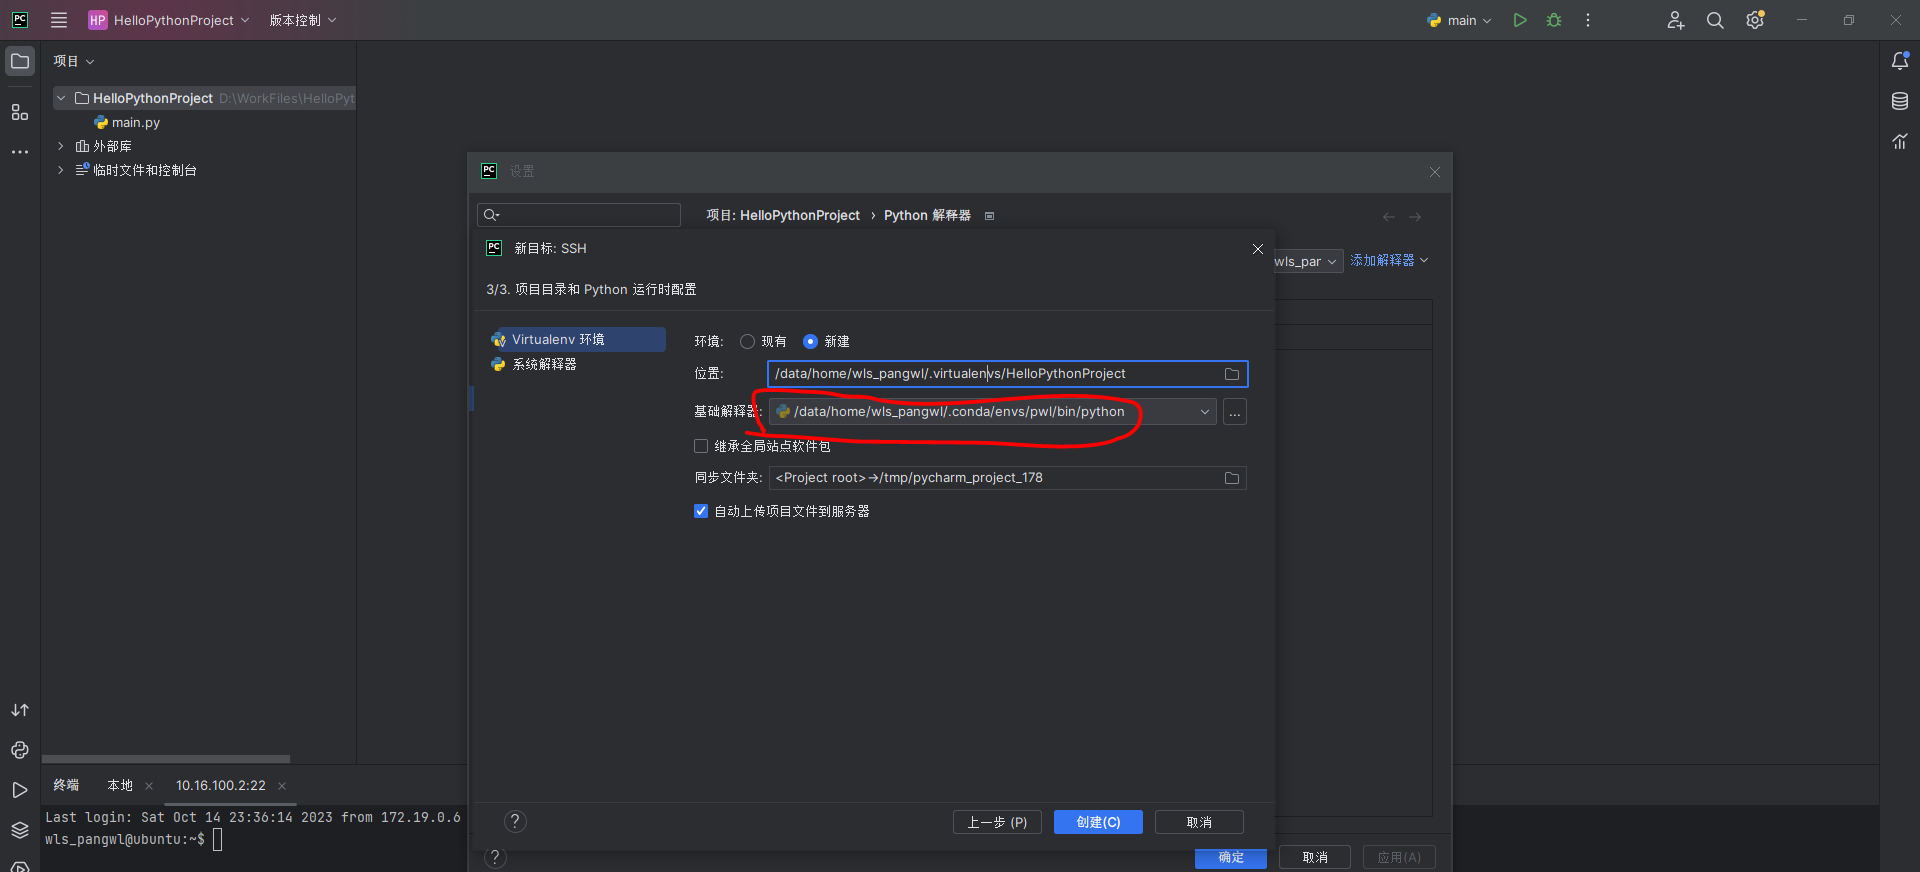 PC
HP HelloPythonProject
版本控制
main
项目
HelloPythonProject D:\WorkFiles\HelloPyt
main.py
外部库
临时文件和控制台
PC 设置
项目: HelloPythonProject › Python 解释器
wls_par
添加解释器
PC 新目标: SSH
3/3. 项目目录和 Python 运行时配置
Virtualenv 环境
系统解释器
环境: 现有 新建
位置: /data/home/wls_pangwl/.virtualenvs/HelloPythonProject
基础解释器: /data/home/wls_pangwl/.conda/envs/pwl/bin/python ...
继承全局站点软件包
同步文件夹: <Project root>→/tmp/pycharm_project_178
自动上传项目文件到服务器
? 上一步 (P) 创建(C) 取消
? 确定 取消 应用(A)
终端 本地 10.16.100.2:22
Last login: Sat Oct 14 23:36:14 2023 from 172.19.0.6
wls_pangwl@ubuntu:~$